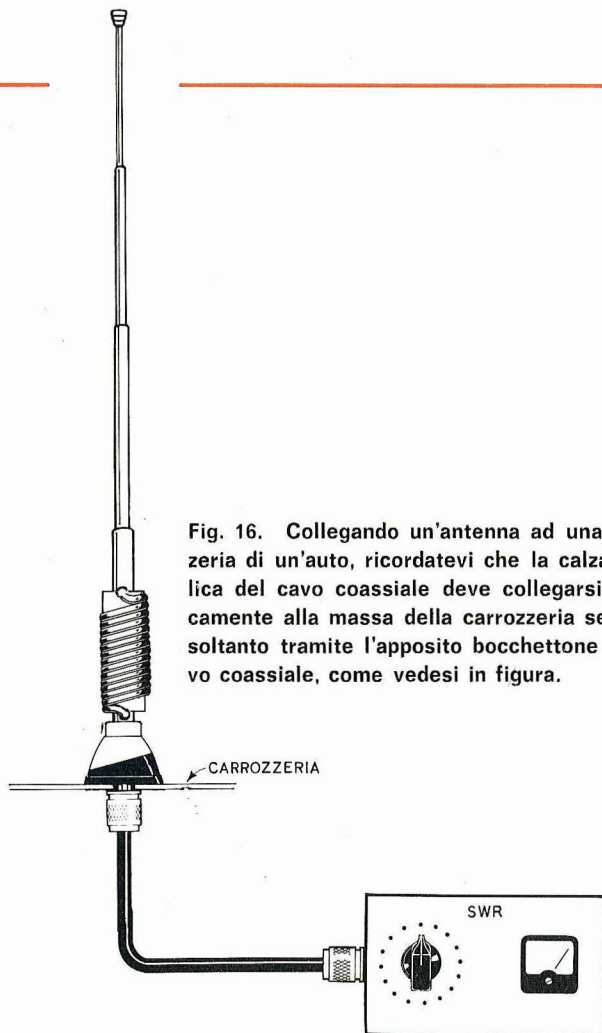 Fig. 16. Collegando un'antenna ad una
zeria di un'auto, ricordatevi che la calza
lica del cavo coassiale deve collegarsi
camente alla massa della carrozzeria se
soltanto tramite l'apposito bocchettone
vo coassiale, come vedesi in figura.
CARROZZERIA
SWR